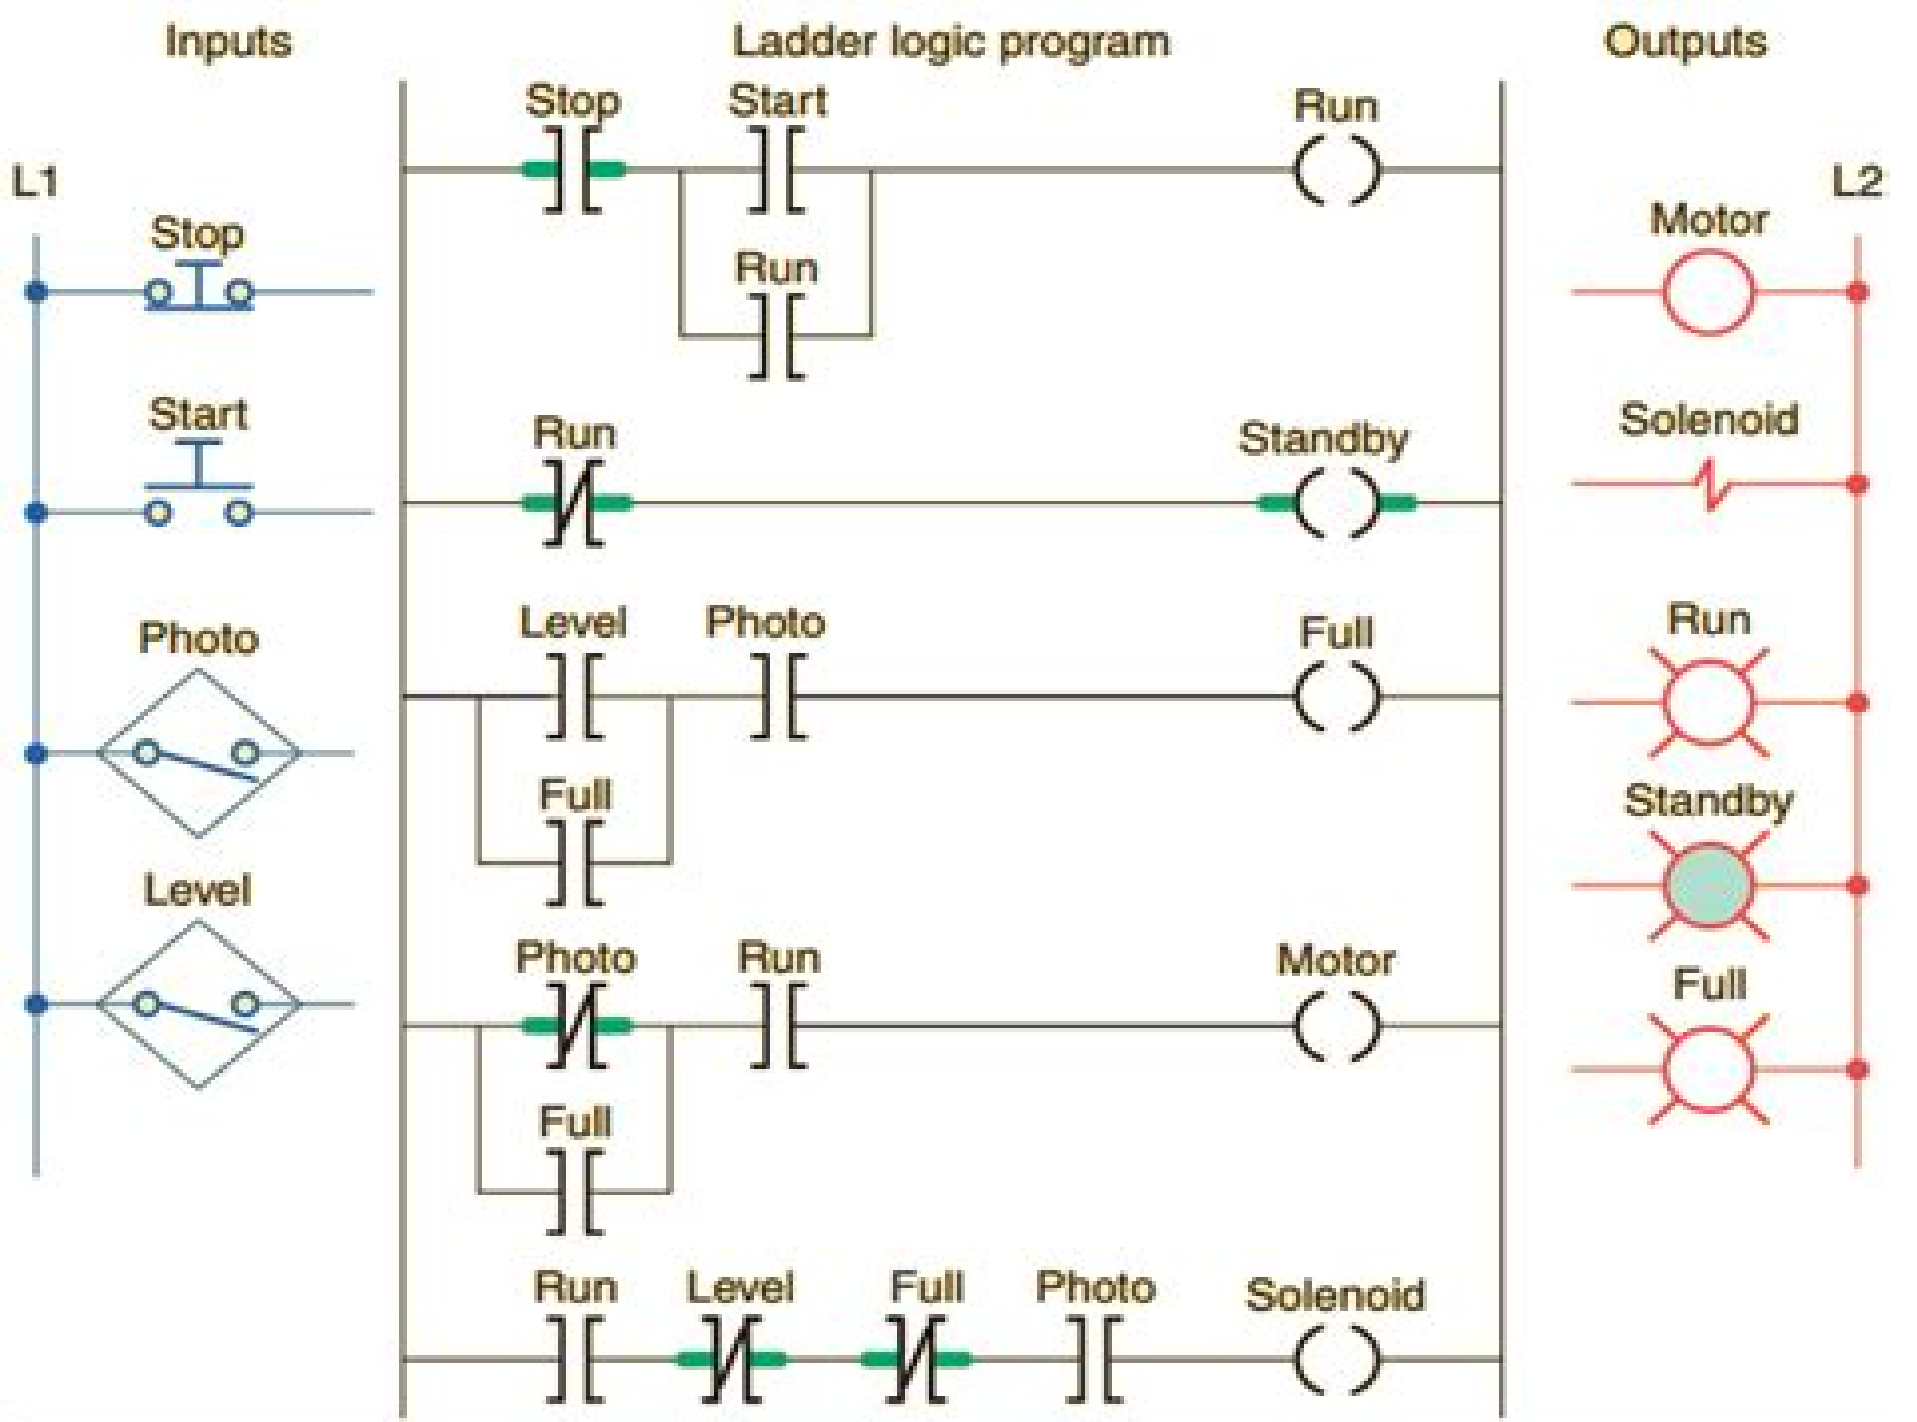 Inputs
Ladder logic program
Outputs
L1
Stop
Start
Photo
Level
Stop
Start
Run
Run
Run
Standby
Level
Photo
Full
Full
Photo
Run
Motor
Full
Run
Level
Full
Photo
Solenoid
L2
Motor
Solenoid
Run
Standby
Full